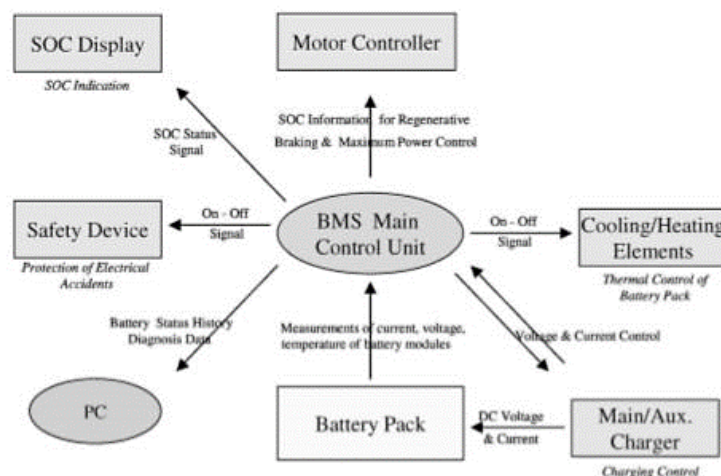 SOC Display
SOC Indication
Motor Controller
SOC Status
Signal
SOC Information for Regenerative
Braking & Maximum Power Control
Safety Device
Protection of Electrical
Accidents
On - Off
Signal
BMS Main
Control Unit
On - Off
Signal
Cooling/Heating
Elements
Thermal Control of
Battery Pack
Battery Status History
Diagnosis Data
Measurements of current, voltage,
temperature of battery modules
Voltage & Current Control
PC
Battery Pack
DC Voltage
& Current
Main/Aux.
Charger
Charging Control